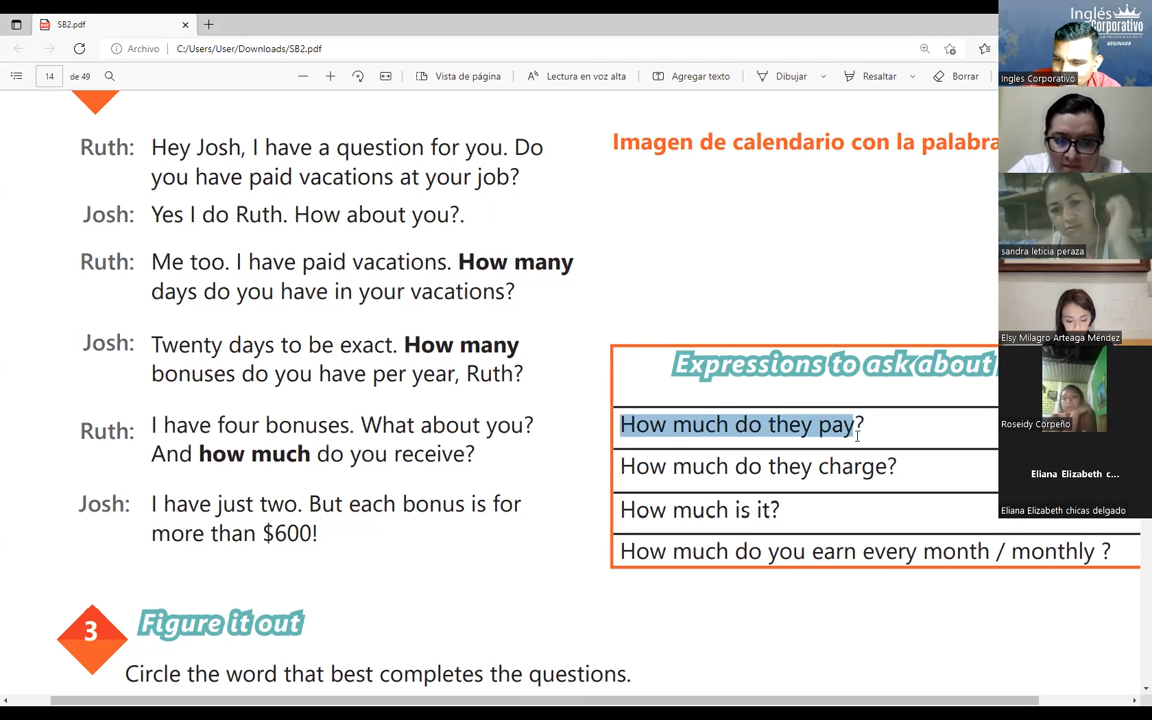 SB2.pdf
Archivo C:/Users/User/Downloads/SB2.pdf
14 de 49 Vista de página Lectura en voz alta Agregar texto Dibujar Resaltar Borrar
Ruth: Hey Josh, I have a question for you. Do
you have paid vacations at your job?
Josh: Yes I do Ruth. How about you?.
Ruth: Me too. I have paid vacations. How many
days do you have in your vacations?
Josh: Twenty days to be exact. How many
bonuses do you have per year, Ruth?
Ruth: I have four bonuses. What about you?
And how much do you receive?
Josh: I have just two. But each bonus is for
more than $600!
3 Figure it out
Circle the word that best completes the questions.
Imagen de calendario con la palabra
Expressions to ask about
How much do they pay?
How much do they charge?
How much is it?
How much do you earn every month / monthly ?
Inglés
Corporativo
BEGINNER
Ingles Corporativo
sandra leticia peraza
Elsy Milagro Arteaga Méndez
Roseidy Corpeño
Eliana Elizabeth c...
Eliana Elizabeth chicas delgado